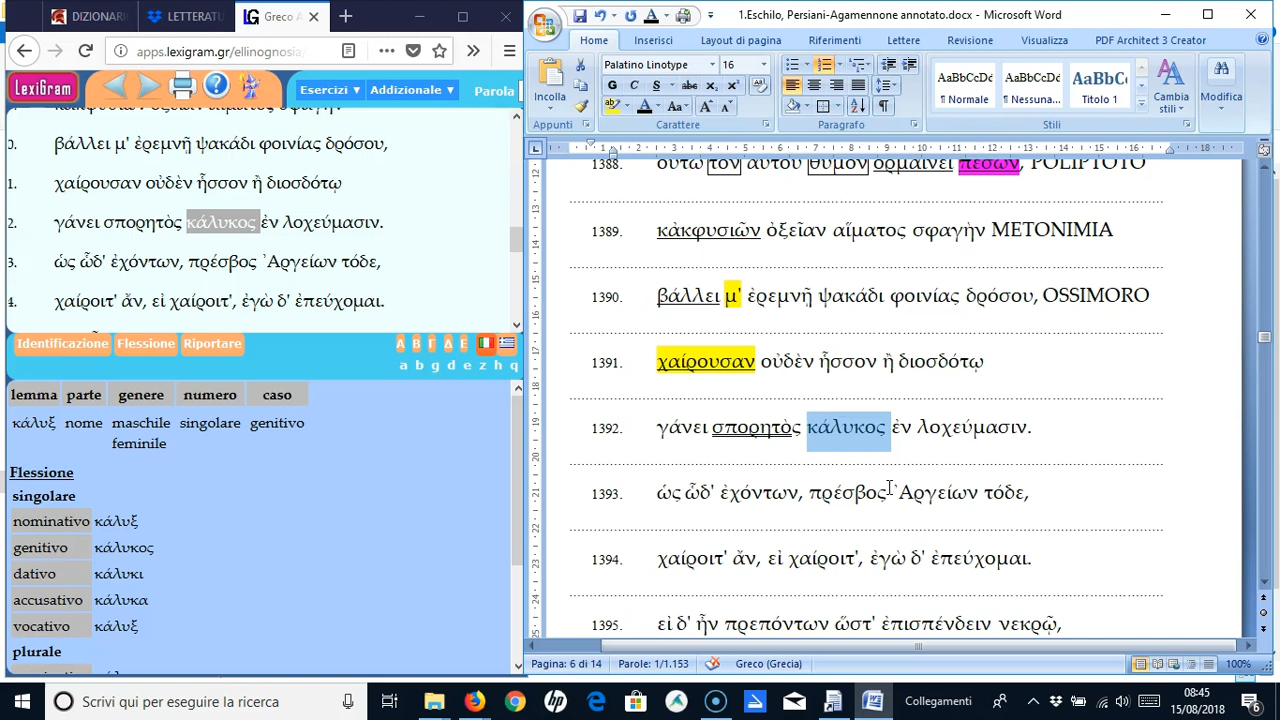 DIZIONARI
LETTERATU
Greco A
1.Eschilo, Persiani-Agamennone annotato.docx - Microsoft Word
apps.lexigram.gr/ellinognosia/
Home Inserisci Layout di pagina Riferimenti Lettere Revisione Visualizza PDF Architect 3 Creator
LexiGram
Esercizi Addizionale Parola
Incolla
Palatino Linotype 16
AaBbCcD AaBbCcD AaBbC
¶ Normale ¶ Nessuna... Titolo 1
Cambia stili
Modifica
Appunti Carattere Paragrafo Stili
0. βάλλει μ' ἐρεμνῇ ψακάδι φοινίας δρόσου,
1. χαίρουσαν οὐδὲν ἧσσον ἢ διοσδότῳ
2. γάνει σπορητὸς κάλυκος ἐν λοχεύμασιν.
3. ὡς ὧδ' ἐχόντων, πρέσβος Ἀργείων τόδε,
4. χαίροιτ' ἄν, εἰ χαίροιτ', ἐγὼ δ' ἐπεύχομαι.
Identificazione Flessione Riportare
Α Β Γ Δ Ε
a b g d e z h q
lemma parte genere numero caso
κάλυξ nome maschile singolare genitivo
femminile
Flessione
singolare
nominativo κάλυξ
genitivo κάλυκος
dativo κάλυκι
accusativo κάλυκα
vocativo κάλυξ
plurale
1388. οὕτω τὸν αὑτοῦ θυμὸν ὁρμαίνει πεσών, POLIPTOTO
1389. κἀκφυσιῶν ὀξεῖαν αἵματος σφαγὴν METONIMIA
1390. βάλλει μ' ἐρεμνῇ ψακάδι φοινίας δρόσου, OSSIMORO
1391. χαίρουσαν οὐδὲν ἧσσον ἢ διοσδότῳ
1392. γάνει σπορητὸς κάλυκος ἐν λοχεύμασιν.
1393. ὡς ὧδ' ἐχόντων, πρέσβος Ἀργείων τόδε,
1394. χαίροιτ' ἄν, εἰ χαίροιτ', ἐγὼ δ' ἐπεύχομαι.
1395. εἰ δ' ἦν πρεπόντων ὥστ' ἐπισπένδειν νεκρῷ,
Pagina: 6 di 14 Parole: 1/1.153 Greco (Grecia) 100%
Scrivi qui per eseguire la ricerca
Collegamenti
08:45
15/08/2018